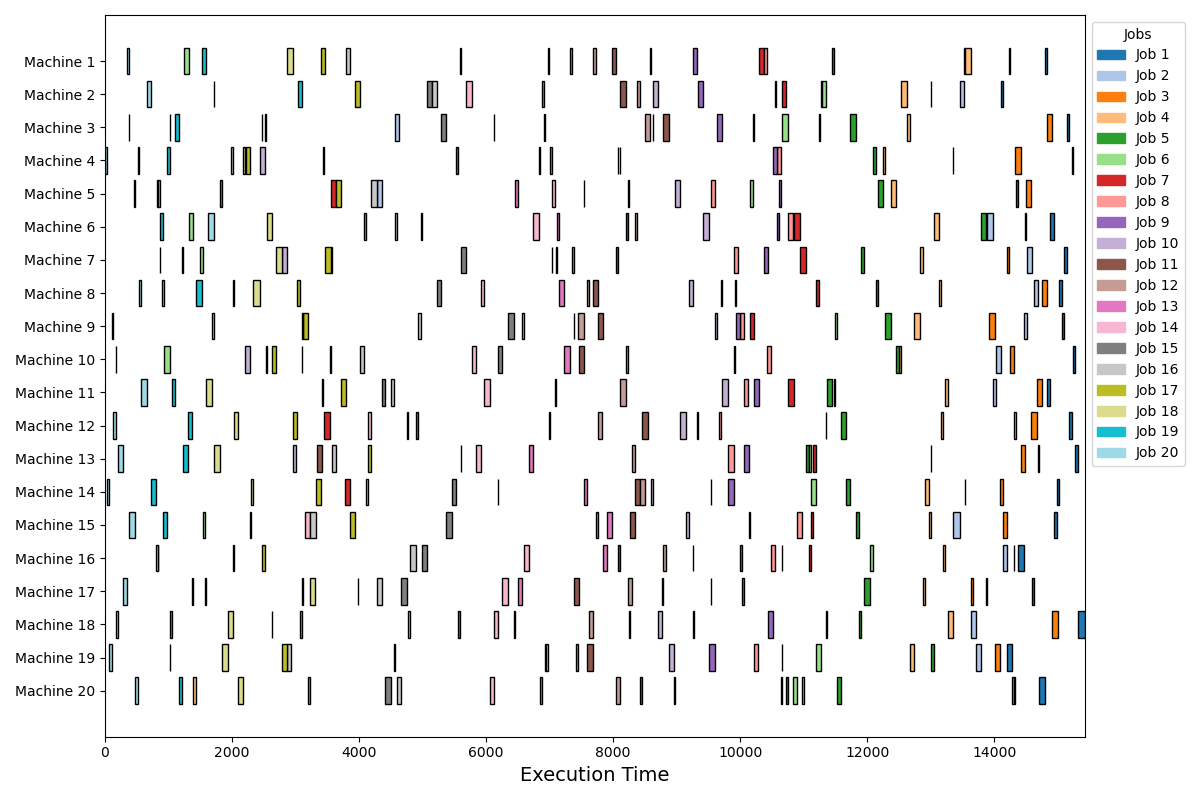 Machine 1
Machine 2
Machine 3
Machine 4
Machine 5
Machine 6
Machine 7
Machine 8
Machine 9
Machine 10
Machine 11
Machine 12
Machine 13
Machine 14
Machine 15
Machine 16
Machine 17
Machine 18
Machine 19
Machine 20
0 2000 4000 6000 8000 10000 12000 14000
Execution Time
Jobs
Job 1
Job 2
Job 3
Job 4
Job 5
Job 6
Job 7
Job 8
Job 9
Job 10
Job 11
Job 12
Job 13
Job 14
Job 15
Job 16
Job 17
Job 18
Job 19
Job 20